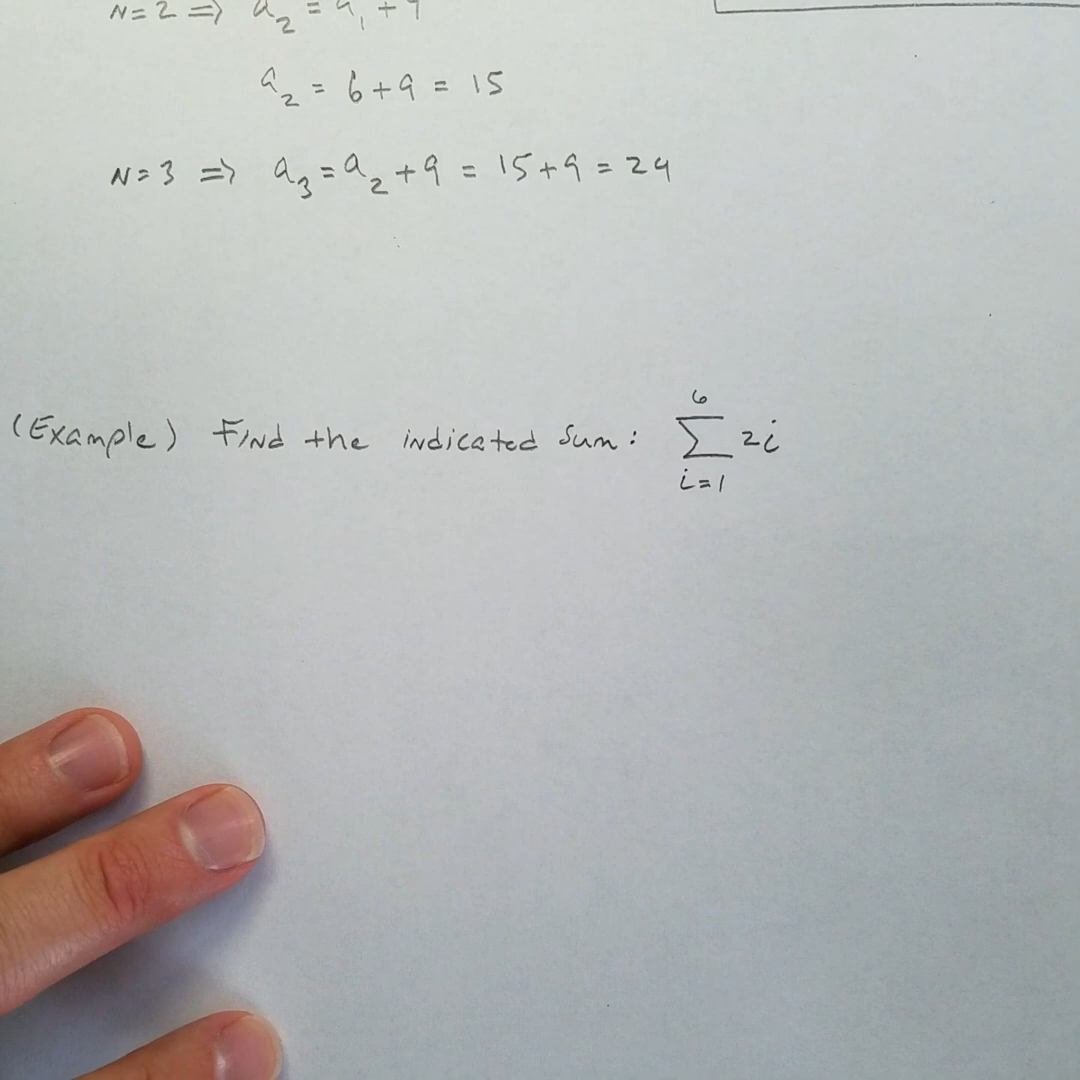 N=2 => a₂ = a₁ + 9
a₂ = 6+9 = 15
N=3 => a₃ = a₂ + 9 = 15+9 = 24
6
(Example) Find the indicated sum: Σ 2i
i=1